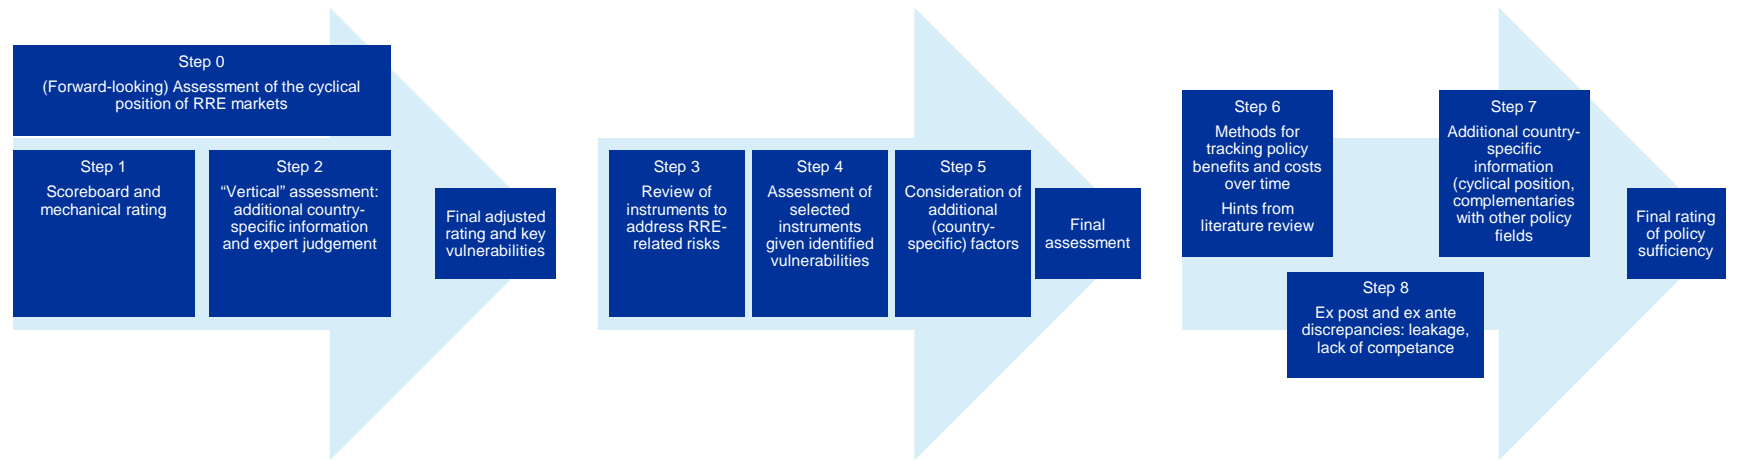 Step 0
(Forward-looking) Assessment of the cyclical
position of RRE markets
Step 1
Scoreboard and
mechanical rating
Step 2
“Vertical” assessment:
additional country-
specific information
and expert judgement
Final adjusted
rating and key
vulnerabilities
Step 3
Review of
instruments to
address RRE-
related risks
Step 4
Assessment of
selected
instruments
given identified
vulnerabilities
Step 5
Consideration of
additional
(country-
specific) factors
Final
assessment
Step 6
Methods for
tracking policy
benefits and costs
over time
Hints from
literature review
Step 7
Additional country-
specific
information
(cyclical position,
complementaries
with other policy
fields
Step 8
Ex post and ex ante
discrepancies: leakage,
lack of competance
Final rating
of policy
sufficiency